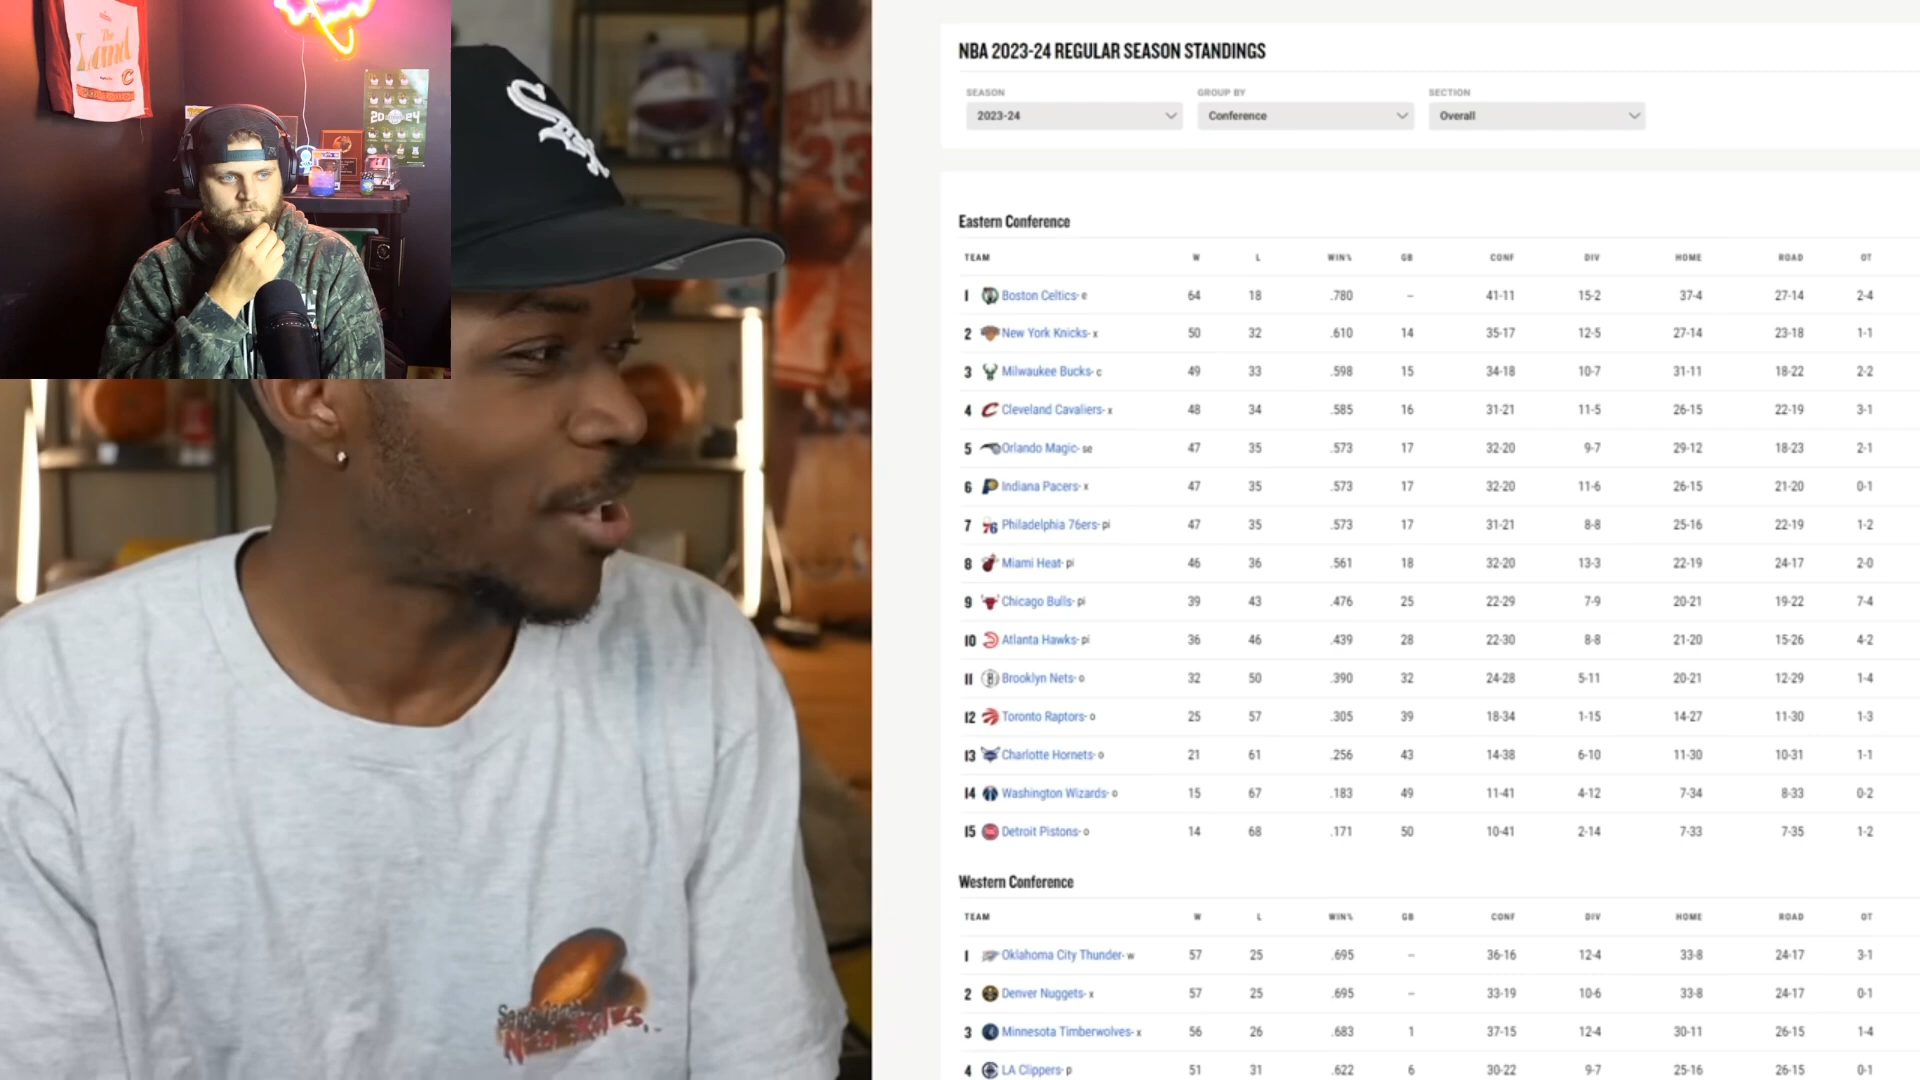 The
Land
20 24
Sox
23
NBA 2023-24 REGULAR SEASON STANDINGS
SEASON GROUP BY SECTION
2023-24 Conference Overall
Eastern Conference
TEAM W L WIN% GB CONF DIV HOME ROAD OT
1 Boston Celtics- e 64 18 .780 – 41-11 15-2 37-4 27-14 2-4
2 New York Knicks- x 50 32 .610 14 35-17 12-5 27-14 23-18 1-1
3 Milwaukee Bucks- c 49 33 .598 15 34-18 10-7 31-11 18-22 2-2
4 Cleveland Cavaliers- x 48 34 .585 16 31-21 11-5 26-15 22-19 3-1
5 Orlando Magic- se 47 35 .573 17 32-20 9-7 29-12 18-23 2-1
6 Indiana Pacers- x 47 35 .573 17 32-20 11-6 26-15 21-20 0-1
7 76 Philadelphia 76ers- pi 47 35 .573 17 31-21 8-8 25-16 22-19 1-2
8 Miami Heat- pi 46 36 .561 18 32-20 13-3 22-19 24-17 2-0
9 Chicago Bulls- pi 39 43 .476 25 22-29 7-9 20-21 19-22 7-4
10 Atlanta Hawks- pi 36 46 .439 28 22-30 8-8 21-20 15-26 4-2
11 Brooklyn Nets- o 32 50 .390 32 24-28 5-11 20-21 12-29 1-4
12 Toronto Raptors- o 25 57 .305 39 18-34 1-15 14-27 11-30 1-3
13 Charlotte Hornets- o 21 61 .256 43 14-38 6-10 11-30 10-31 1-1
14 Washington Wizards- o 15 67 .183 49 11-41 4-12 7-34 8-33 0-2
15 Detroit Pistons- o 14 68 .171 50 10-41 2-14 7-33 7-35 1-2
Western Conference
TEAM W L WIN% GB CONF DIV HOME ROAD OT
1 Oklahoma City Thunder- w 57 25 .695 – 36-16 12-4 33-8 24-17 3-1
2 Denver Nuggets- x 57 25 .695 – 33-19 10-6 33-8 24-17 0-1
3 Minnesota Timberwolves- x 56 26 .683 1 37-15 12-4 30-11 26-15 1-4
4 LA Clippers- p 51 31 .622 6 30-22 9-7 25-16 26-15 0-1